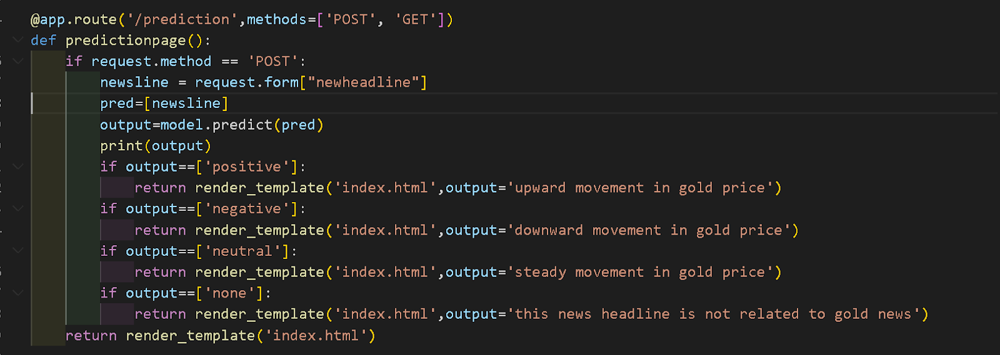 @app.route('/prediction',methods=['POST', 'GET'])
def predictionpage():
    if request.method == 'POST':
        newsline = request.form["newheadline"]
        pred=[newsline]
        output=model.predict(pred)
        print(output)
        if output==['positive']:
            return render_template('index.html',output='upward movement in gold price')
        if output==['negative']:
            return render_template('index.html',output='downward movement in gold price')
        if output==['neutral']:
            return render_template('index.html',output='steady movement in gold price')
        if output==['none']:
            return render_template('index.html',output='this news headline is not related to gold news')
    return render_template('index.html')